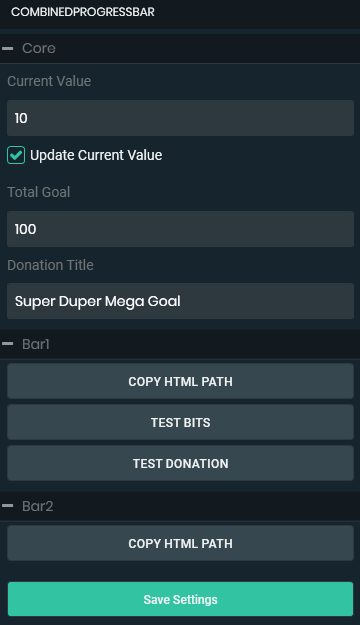 COMBINEDPROGRESSBAR
Core
Current Value
10
Update Current Value
Total Goal
100
Donation Title
Super Duper Mega Goal
Bar1
COPY HTML PATH
TEST BITS
TEST DONATION
Bar2
COPY HTML PATH
Save Settings